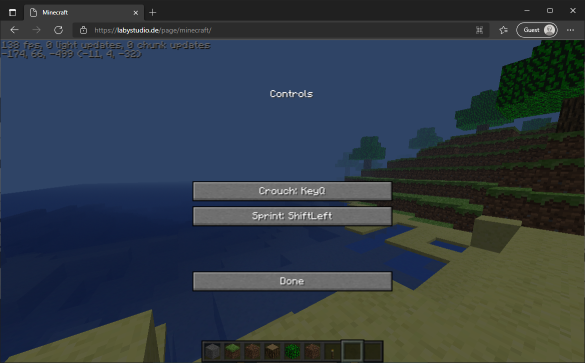 Minecraft
https://labystudio.de/page/minecraft/
Guest
138 fps, 0 light updates, 0 chunk updates
Controls
Crouch: KeyQ
Sprint: ShiftLeft
Done